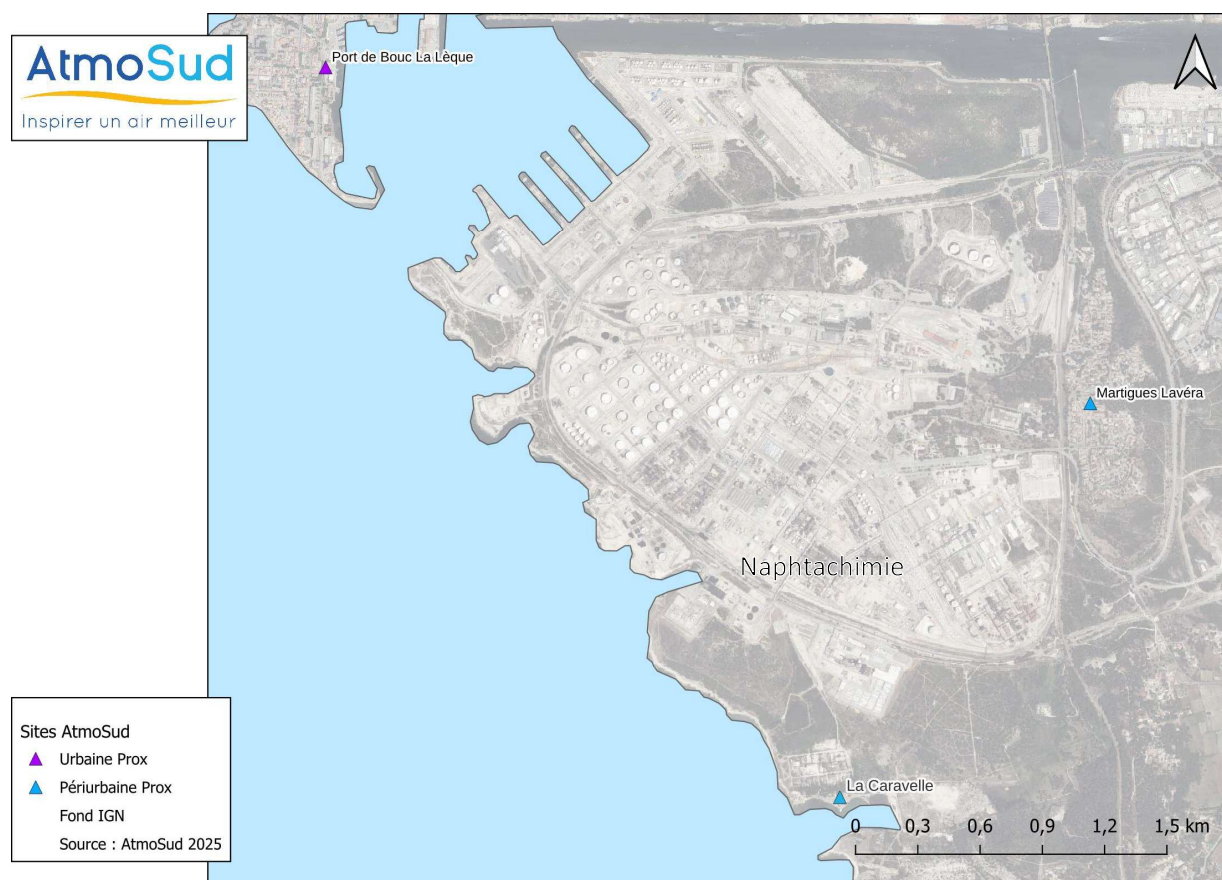 AtmoSud
Inspirer un air meilleur
Port de Bouc La Lèque
Martigues Lavéra
Naphtachimie
La Caravelle
0 0,3 0,6 0,9 1,2 1,5 km
Sites AtmoSud
Urbaine Prox
Périurbaine Prox
Fond IGN
Source : AtmoSud 2025